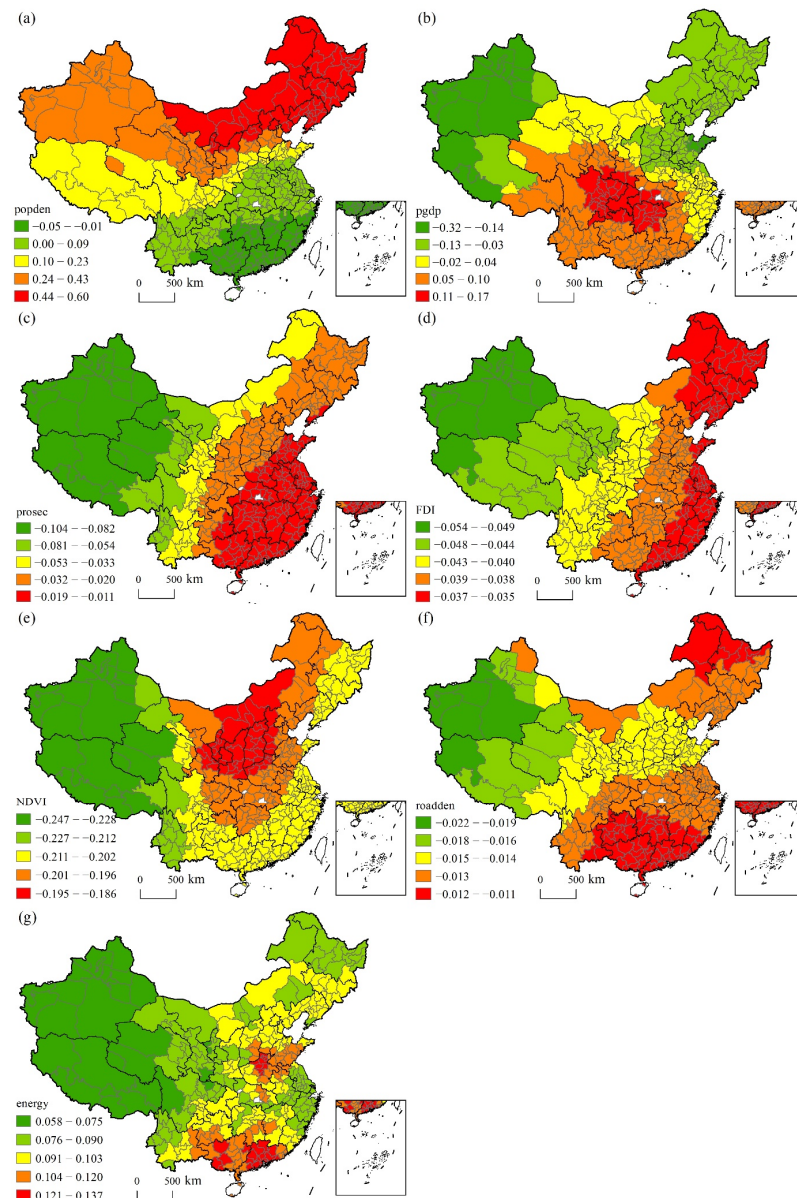 (a)
popden
−0.05 − −0.01
0.00 − 0.09
0.10 − 0.23
0.24 − 0.43
0.44 − 0.60
0 500 km
(b)
pgdp
−0.32 − −0.14
−0.13 − −0.03
−0.02 − 0.04
0.05 − 0.10
0.11 − 0.17
0 500 km
(c)
prosec
−0.104 − −0.082
−0.081 − −0.054
−0.053 − −0.033
−0.032 − −0.020
−0.019 − −0.011
0 500 km
(d)
FDI
−0.054 − −0.049
−0.048 − −0.044
−0.043 − −0.040
−0.039 − −0.038
−0.037 − −0.035
0 500 km
(e)
NDVI
−0.247 − −0.228
−0.227 − −0.212
−0.211 − −0.202
−0.201 − −0.196
−0.195 − −0.186
0 500 km
(f)
roadden
−0.022 − −0.019
−0.018 − −0.016
−0.015 − −0.014
−0.013
−0.012 − −0.011
0 500 km
(g)
energy
0.058 − 0.075
0.076 − 0.090
0.091 − 0.103
0.104 − 0.120
0.121 − 0.137
0 500 km